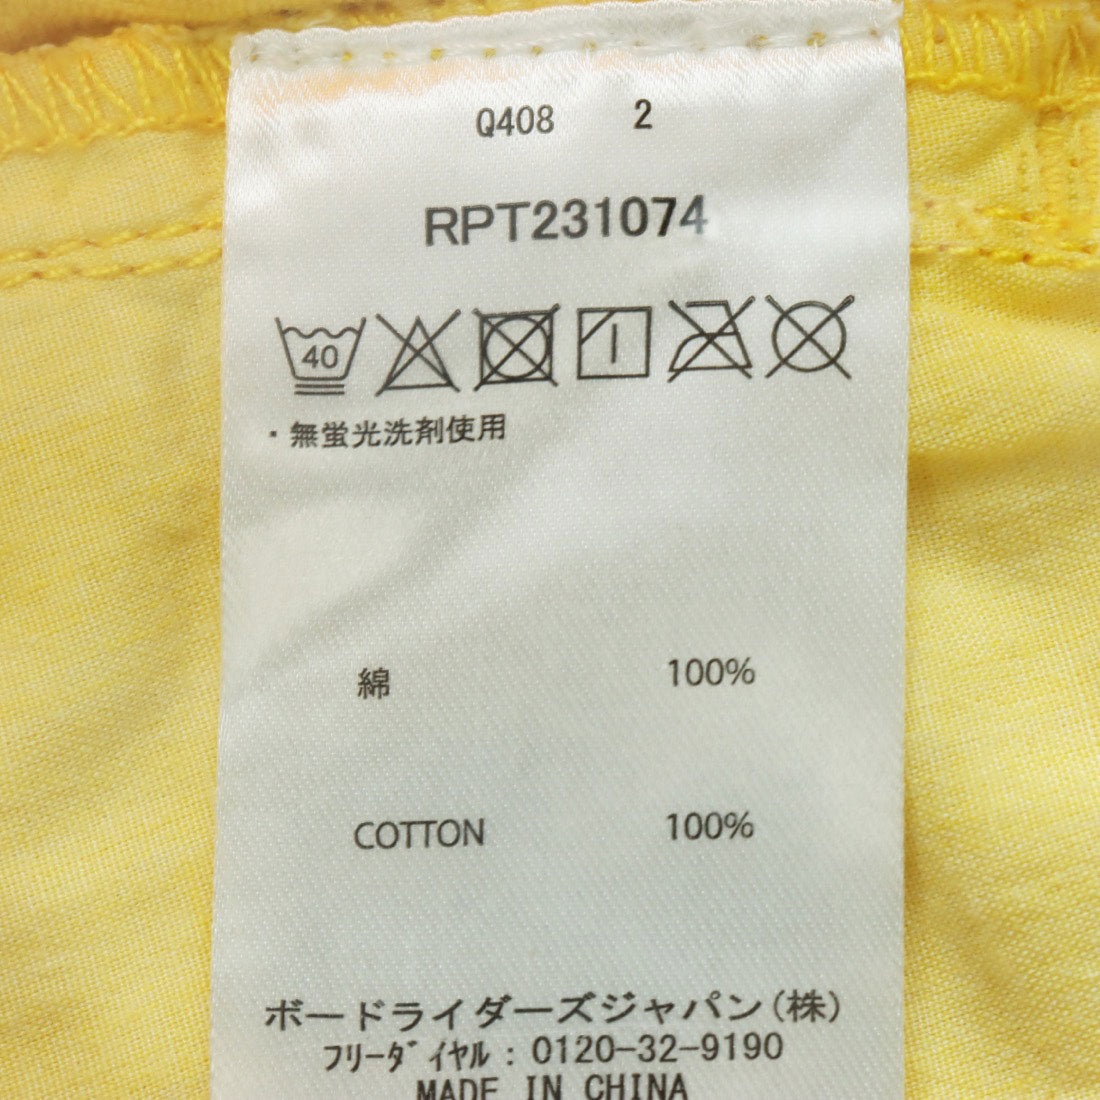 Q408 2
RPT231074
40
・無蛍光洗剤使用
綿 100%
COTTON 100%
ボードライダーズジャパン(株)
フリーダイヤル : 0120-32-9190
MADE IN CHINA